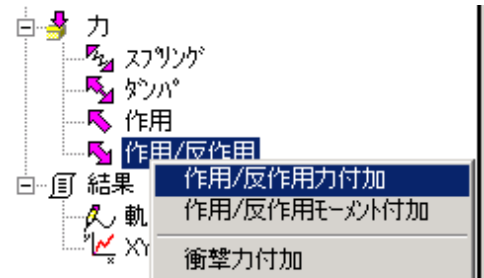 力
スプリング
ダンパ
作用
作用/反作用
作用/反作用力付加
結果
作用/反作用モーメント付加
軌
XY
衝撃力付加